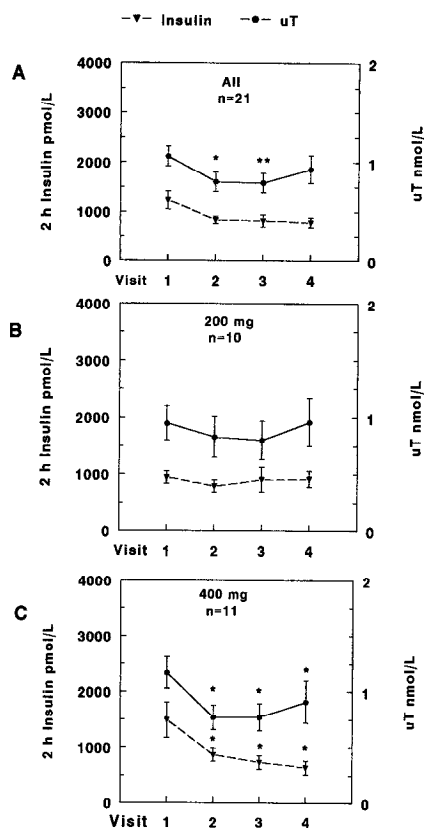 Insulin uT
A
All
n=21
2 h Insulin pmol/L
uT nmol/L
4000
3000
2000
1000
0
2
1
0
* **
Visit 1 2 3 4
B
200 mg
n=10
2 h Insulin pmol/L
uT nmol/L
4000
3000
2000
1000
0
2
1
0
Visit 1 2 3 4
C
400 mg
n=11
2 h Insulin pmol/L
uT nmol/L
4000
3000
2000
1000
0
2
1
0
* * *
* * *
Visit 1 2 3 4